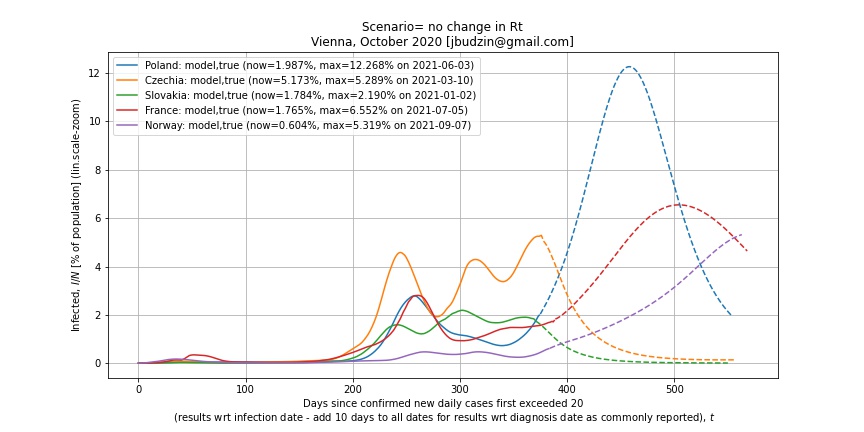 Scenario= no change in Rt
Vienna, October 2020 [jbudzin@gmail.com]
Poland: model,true (now=1.987%, max=12.268% on 2021-06-03)
Czechia: model,true (now=5.173%, max=5.289% on 2021-03-10)
Slovakia: model,true (now=1.784%, max=2.190% on 2021-01-02)
France: model,true (now=1.765%, max=6.552% on 2021-07-05)
Norway: model,true (now=0.604%, max=5.319% on 2021-09-07)
Infected, I/N [% of population] (lin.scale-zoom)
12
10
8
6
4
2
0
0 100 200 300 400 500
Days since confirmed new daily cases first exceeded 20
(results wrt infection date - add 10 days to all dates for results wrt diagnosis date as commonly reported), t